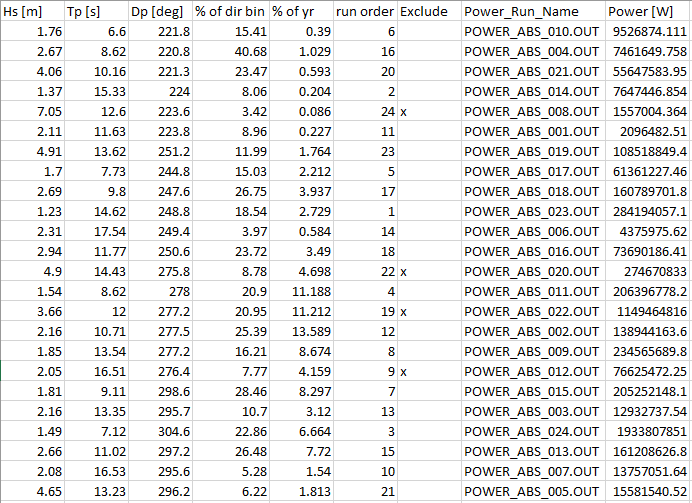 Hs [m] Tp [s] Dp [deg] % of dir bin % of yr run order Exclude Power_Run_Name Power [W]
1.76 6.6 221.8 15.41 0.39 6 POWER_ABS_010.OUT 9526874.111
2.67 8.62 220.8 40.68 1.029 16 POWER_ABS_004.OUT 7461649.758
4.06 10.16 221.3 23.47 0.593 20 POWER_ABS_021.OUT 55647583.95
1.37 15.33 224 8.06 0.204 2 POWER_ABS_014.OUT 7647446.854
7.05 12.6 223.6 3.42 0.086 24 x POWER_ABS_008.OUT 1557004.364
2.11 11.63 223.8 8.96 0.227 11 POWER_ABS_001.OUT 2096482.51
4.91 13.62 251.2 11.99 1.764 23 POWER_ABS_019.OUT 108518849.4
1.7 7.73 244.8 15.03 2.212 5 POWER_ABS_017.OUT 61361227.46
2.69 9.8 247.6 26.75 3.937 17 POWER_ABS_018.OUT 160789701.8
1.23 14.62 248.8 18.54 2.729 1 POWER_ABS_023.OUT 284194057.1
2.31 17.54 249.4 3.97 0.584 14 POWER_ABS_006.OUT 4375975.62
2.94 11.77 250.6 23.72 3.49 18 POWER_ABS_016.OUT 73690186.41
4.9 14.43 275.8 8.78 4.698 22 x POWER_ABS_020.OUT 274670833
1.54 8.62 278 20.9 11.188 4 POWER_ABS_011.OUT 206396778.2
3.66 12 277.2 20.95 11.212 19 x POWER_ABS_022.OUT 1149464816
2.16 10.71 277.5 25.39 13.589 12 POWER_ABS_002.OUT 138944163.6
1.85 13.54 277.2 16.21 8.674 8 POWER_ABS_009.OUT 234565689.8
2.05 16.51 276.4 7.77 4.159 9 x POWER_ABS_012.OUT 76625472.25
1.81 9.11 298.6 28.46 8.297 7 POWER_ABS_015.OUT 205252148.1
2.16 13.35 295.7 10.7 3.12 13 POWER_ABS_003.OUT 12932737.54
1.49 7.12 304.6 22.86 6.664 3 POWER_ABS_024.OUT 1933807851
2.66 11.02 297.2 26.48 7.72 15 POWER_ABS_013.OUT 161208626.8
2.08 16.53 295.6 5.28 1.54 10 POWER_ABS_007.OUT 13757051.64
4.65 13.23 296.2 6.22 1.813 21 POWER_ABS_005.OUT 15581540.52